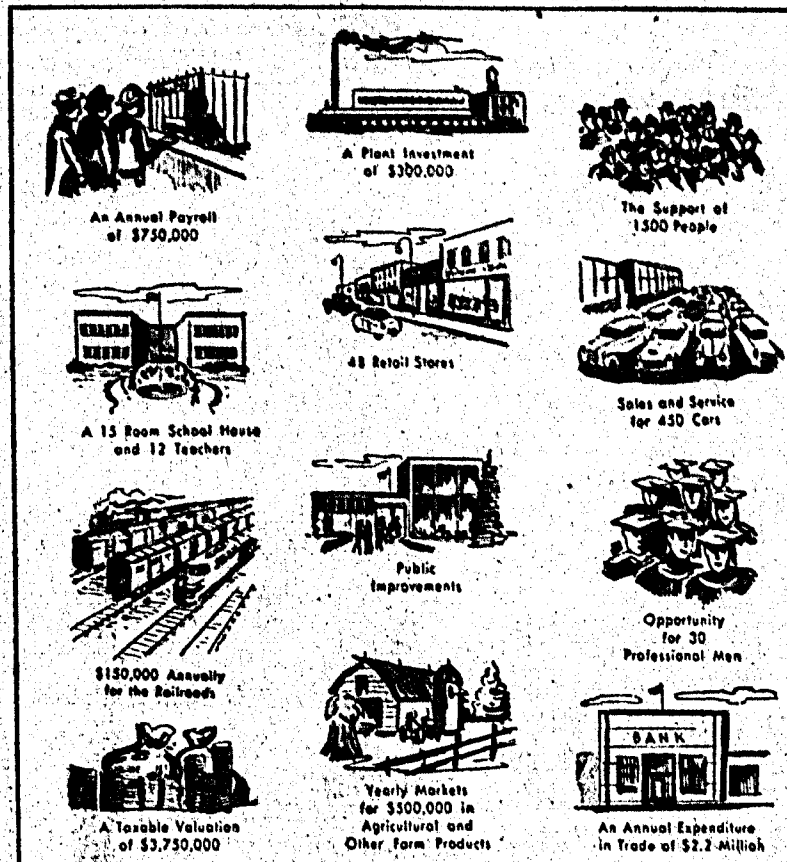 An Annual Payroll
of $750,000
A Plant Investment
of $300,000
The Support of
1500 People
A 15 Room School House
and 12 Teachers
48 Retail Stores
Sales and Service
for 450 Cars
$150,000 Annually
for the Railroads
Public
Improvements
Opportunity
for 30
Professional Men
A Taxable Valuation
of $3,750,000
Yearly Markets
for $500,000 in
Agricultural and
Other Farm Products
BANK
An Annual Expenditure
in Trade of $2.2 Million